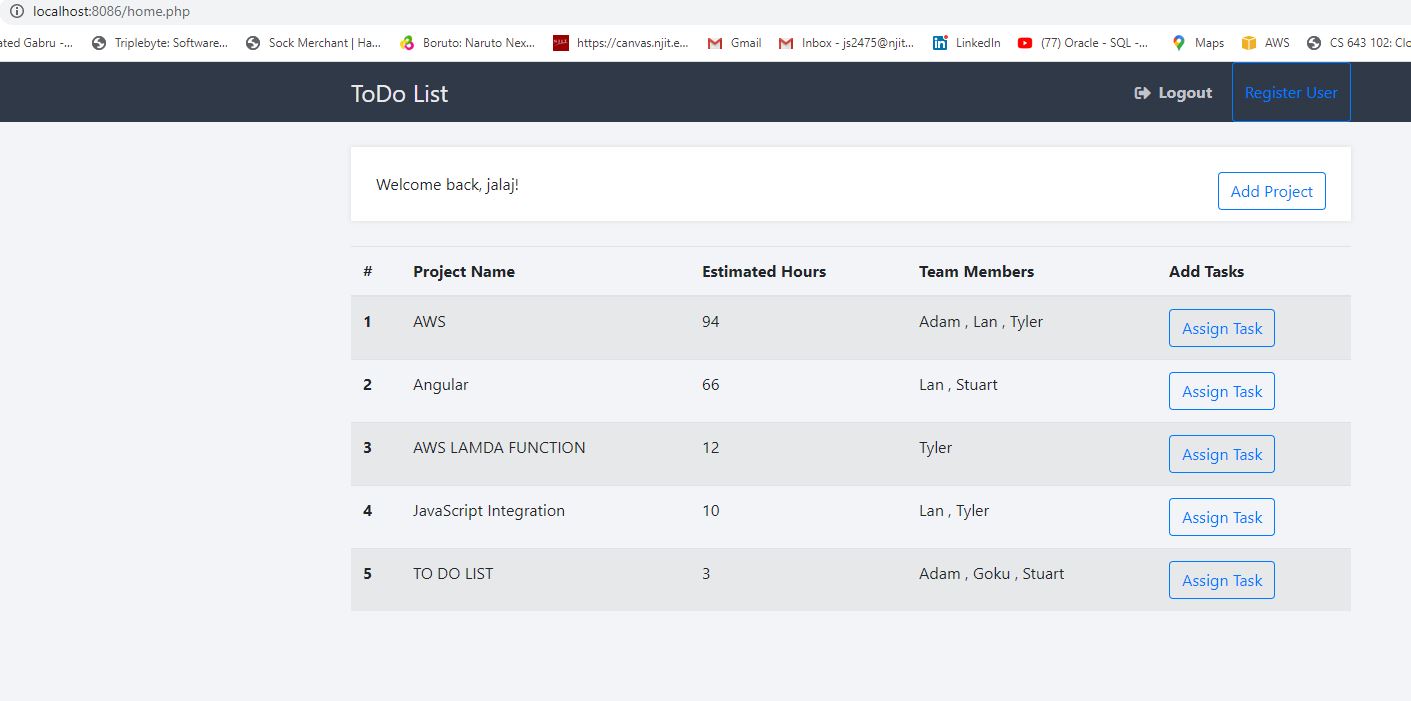 localhost:8086/home.php
ated Gabru -... Triplebyte: Software... Sock Merchant | Ha... Boruto: Naruto Nex... NJIT https://canvas.njit.e... Gmail Inbox - js2475@njit... LinkedIn (77) Oracle - SQL -... Maps AWS CS 643 102: Clo
ToDo List Logout Register User
Welcome back, jalaj! Add Project
# Project Name Estimated Hours Team Members Add Tasks
1 AWS 94 Adam , Lan , Tyler Assign Task
2 Angular 66 Lan , Stuart Assign Task
3 AWS LAMDA FUNCTION 12 Tyler Assign Task
4 JavaScript Integration 10 Lan , Tyler Assign Task
5 TO DO LIST 3 Adam , Goku , Stuart Assign Task